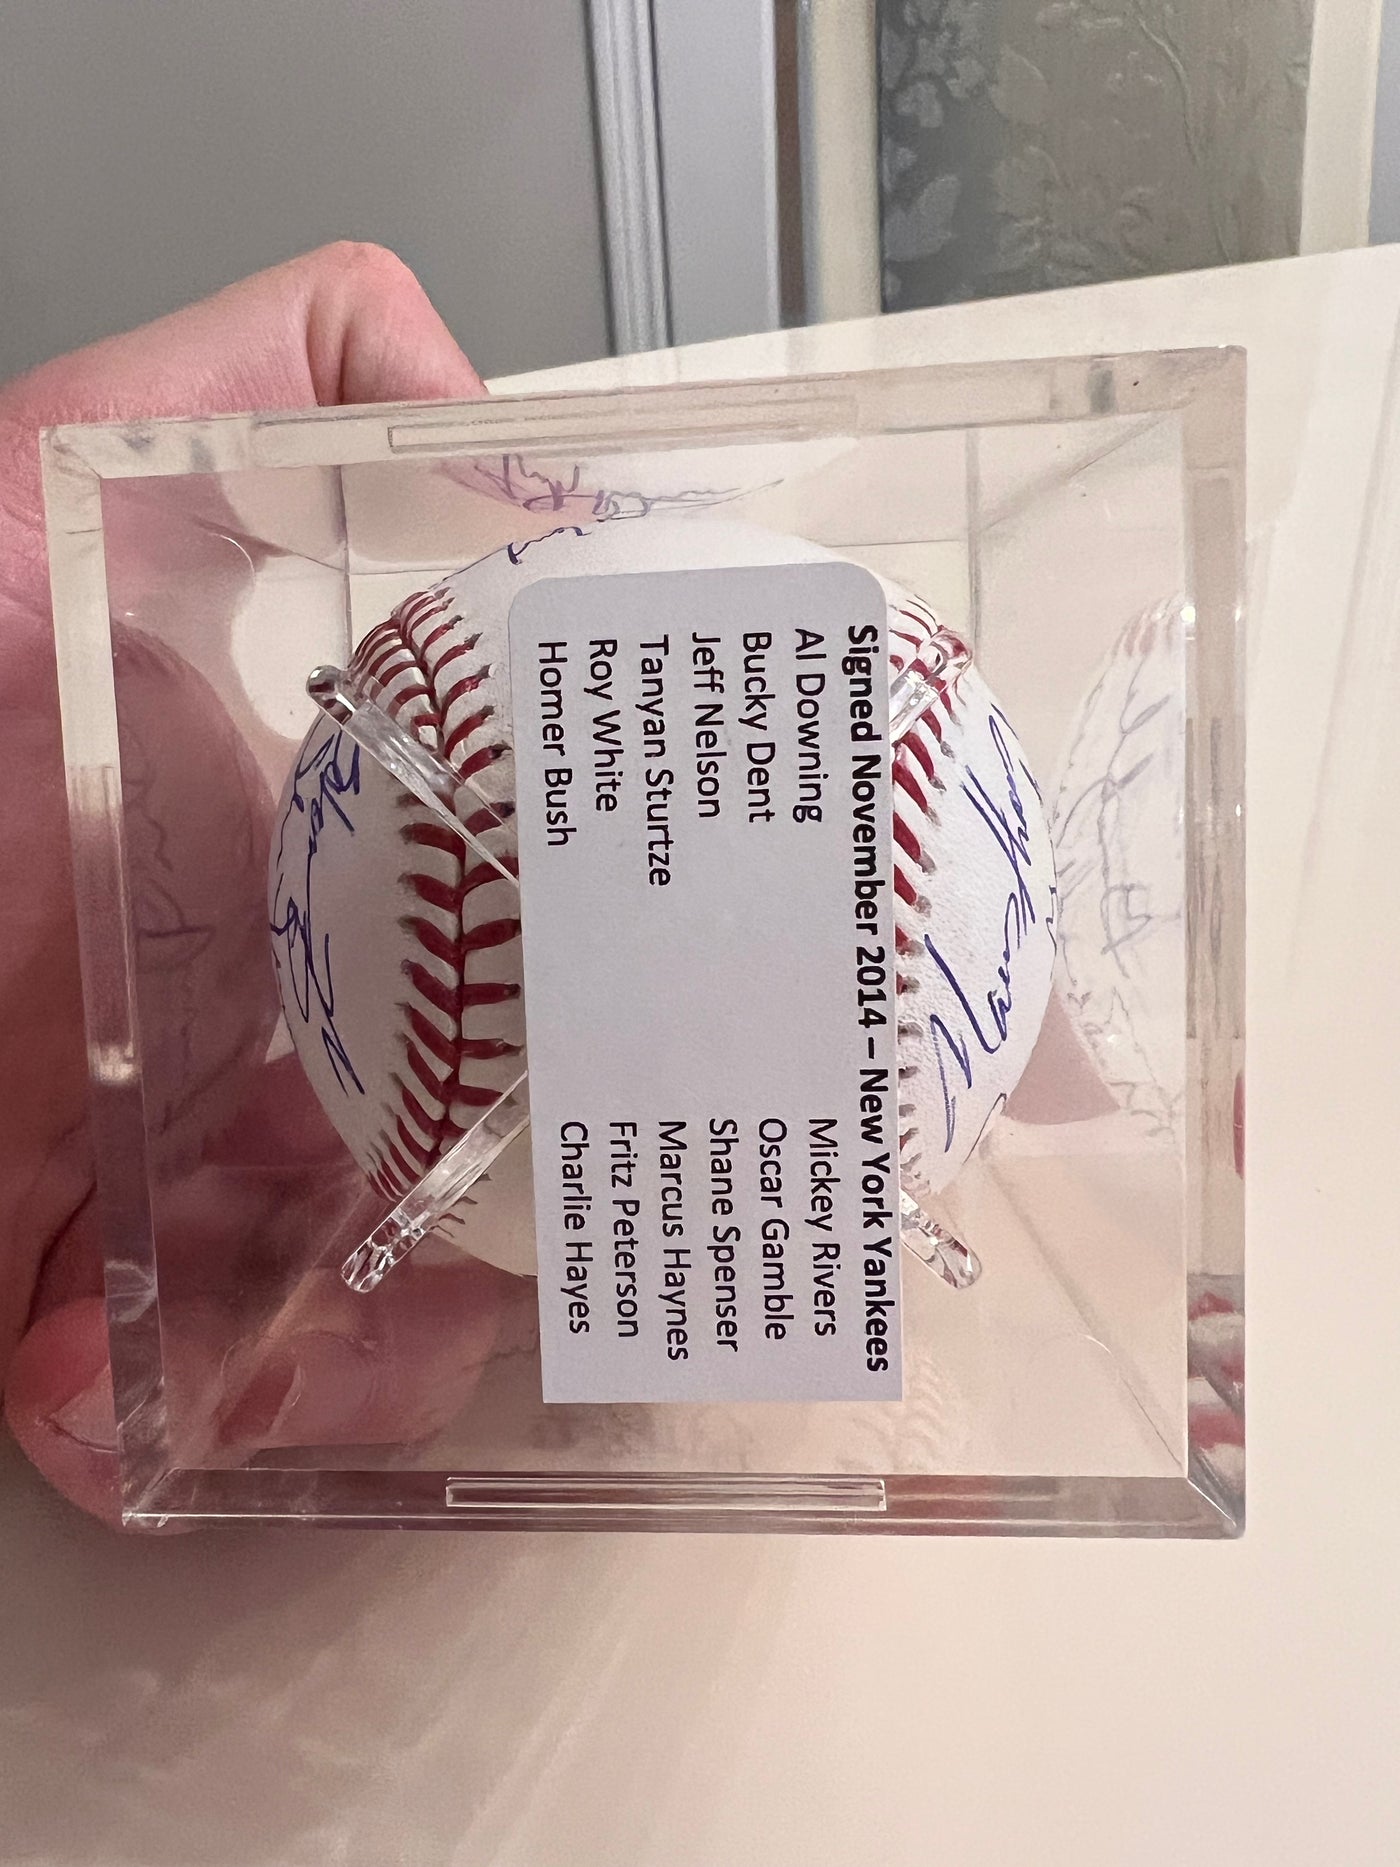 Signed November 2014 – New York Yankees
Al Downing Mickey Rivers
Bucky Dent Oscar Gamble
Jeff Nelson Shane Spenser
Tanyan Sturtze Marcus Haynes
Roy White Fritz Peterson
Homer Bush Charlie Hayes